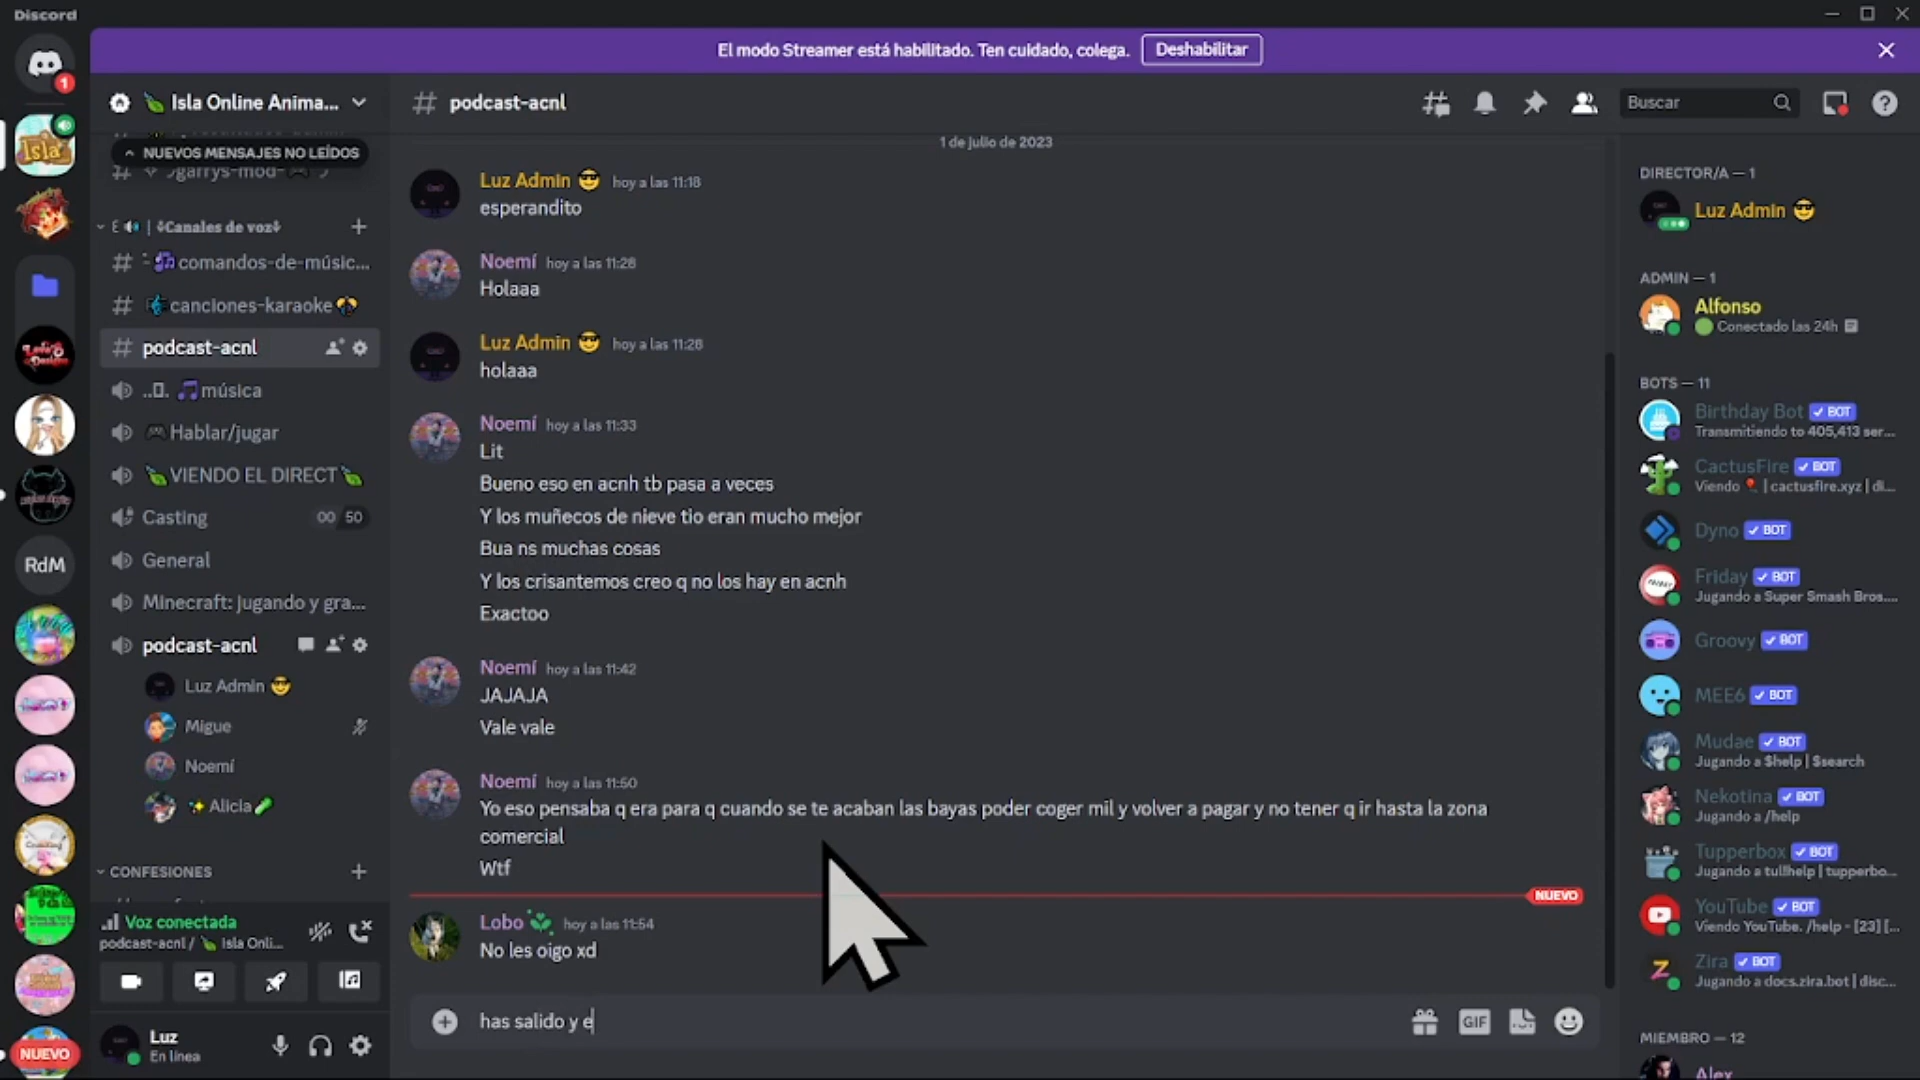 Discord
El modo Streamer está habilitado. Ten cuidado, colega. Deshabilitar
1
Isla
Isla Online Anima...
NUEVOS MENSAJES NO LEÍDOS
garrys-mod-
Canales de voz
comandos-de-músic...
canciones-karaoke
podcast-acnl
música
Hablar/jugar
VIENDO EL DIRECT
Casting 00 50
General
Minecraft: jugando y gra...
podcast-acnl
Luz Admin
Migue
Noemí
Alicia
CONFESIONES
Voz conectada
podcast-acnl / Isla Onli...
Luz
En línea
RdM
NUEVO
podcast-acnl
Buscar
1 de julio de 2023
Luz Admin hoy a las 11:18
esperandito
Noemí hoy a las 11:28
Holaaa
Luz Admin hoy a las 11:28
holaaa
Noemí hoy a las 11:33
Lit
Bueno eso en acnh tb pasa a veces
Y los muñecos de nieve tio eran mucho mejor
Bua ns muchas cosas
Y los crisantemos creo q no los hay en acnh
Exactoo
Noemí hoy a las 11:42
JAJAJA
Vale vale
Noemí hoy a las 11:50
Yo eso pensaba q era para q cuando se te acaban las bayas poder coger mil y volver a pagar y no tener q ir hasta la zona
comercial
Wtf
NUEVO
Lobo hoy a las 11:54
No les oigo xd
has salido y e
GIF
DIRECTOR/A — 1
Luz Admin
ADMIN — 1
Alfonso
Conectado las 24h
BOTS — 11
Birthday Bot BOT
Transmitiendo to 405,413 ser...
CactusFire BOT
Viendo | cactusfire.xyz | di...
Dyno BOT
Friday BOT
Jugando a Super Smash Bros....
Groovy BOT
MEE6 BOT
Mudae BOT
Jugando a $help | $search
Nekotina BOT
Jugando a /help
Tupperbox BOT
Jugando a tul!help | tupperbo...
YouTube BOT
Viendo YouTube. /help - [23] [...
Zira BOT
Jugando a docs.zira.bot | disc...
MIEMBRO — 12
Alex